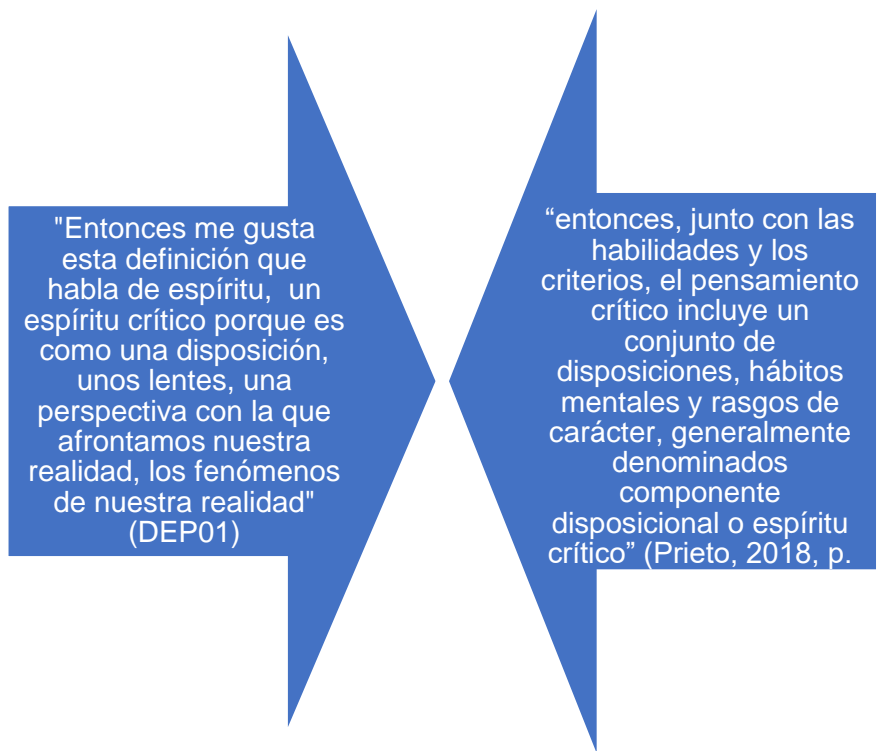 "Entonces me gusta
esta definición que
habla de espíritu, un
espíritu crítico porque es
como una disposición,
unos lentes, una
perspectiva con la que
afrontamos nuestra
realidad, los fenómenos
de nuestra realidad"
(DEP01)
“entonces, junto con las
habilidades y los
criterios, el pensamiento
crítico incluye un
conjunto de
disposiciones, hábitos
mentales y rasgos de
carácter, generalmente
denominados
componente
disposicional o espíritu
crítico” (Prieto, 2018, p.